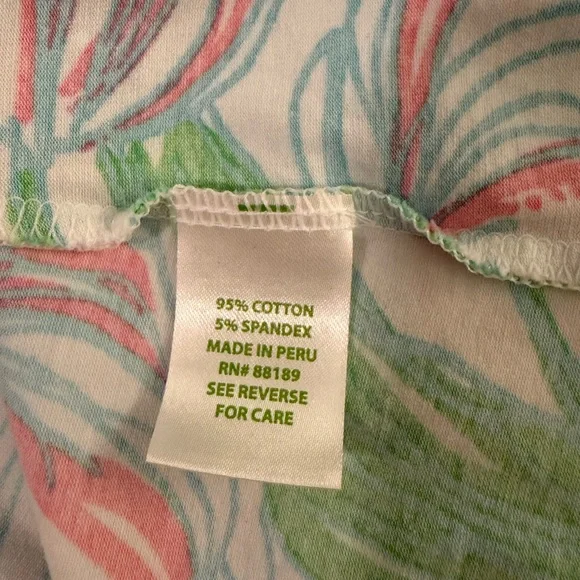 95% COTTON
5% SPANDEX
MADE IN PERU
RN# 88189
SEE REVERSE
FOR CARE